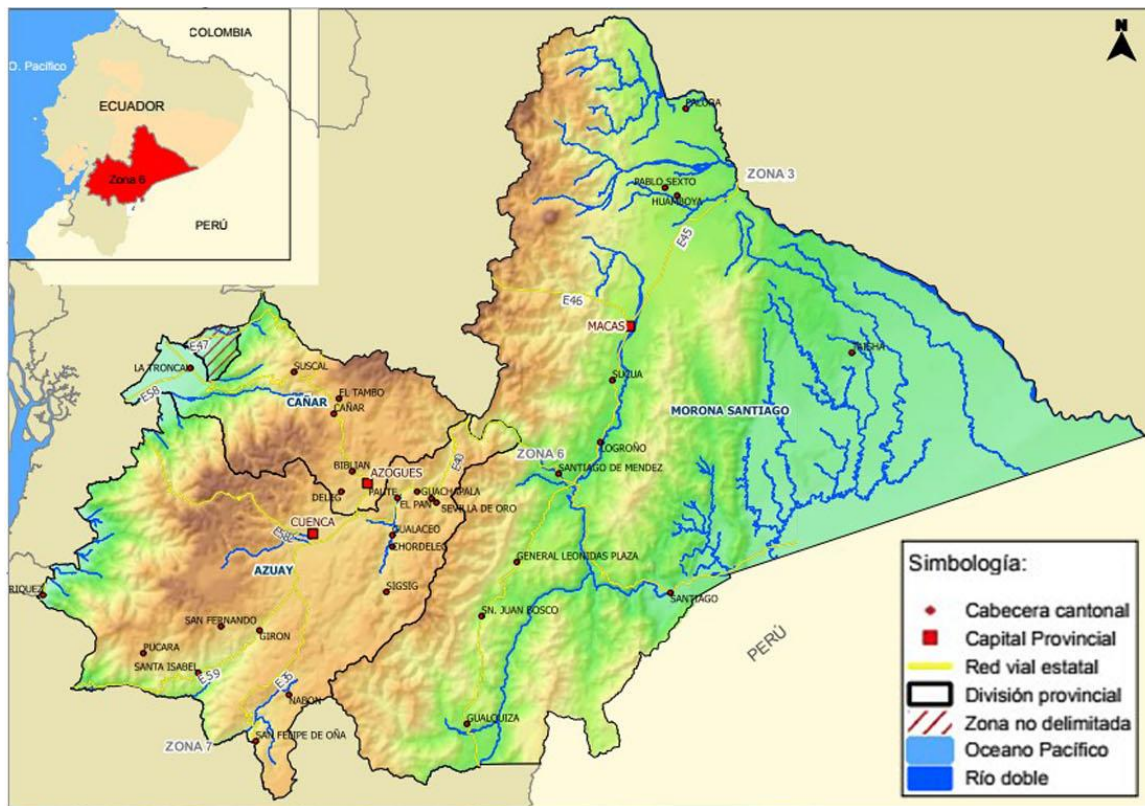 COLOMBIA
O. Pacífico
ECUADOR
Zona 6
PERÚ
N
PALORA
ZONA 3
PABLO SEXTO
HUAMBOYA
E45
E46
MACAS
TAISHA
E47
LA TRONCAL
SUSCAL
E58
CAÑAR
EL TAMBO
CAÑAR
SUCUA
MORONA SANTIAGO
LOGROÑO
E40
ZONA 6
SANTIAGO DE MENDEZ
BIBLIAN
AZOGUES
DELEG
PAUTE
GUACHAPALA
EL PAN
SEVILLA DE ORO
CUENCA
GUALACEO
CHORDELEG
AZUAY
GENERAL LEONIDAS PLAZA
SIGSIG
SANTIAGO
RIQUEZ
SN. JUAN BOSCO
SAN FERNANDO
GIRON
PERÚ
PUCARA
SANTA ISABEL
E59
E35
NABON
GUALQUIZA
SAN FELIPE DE OÑA
ZONA 7
Simbología:
Cabecera cantonal
Capital Provincial
Red vial estatal
División provincial
Zona no delimitada
Oceano Pacífico
Río doble